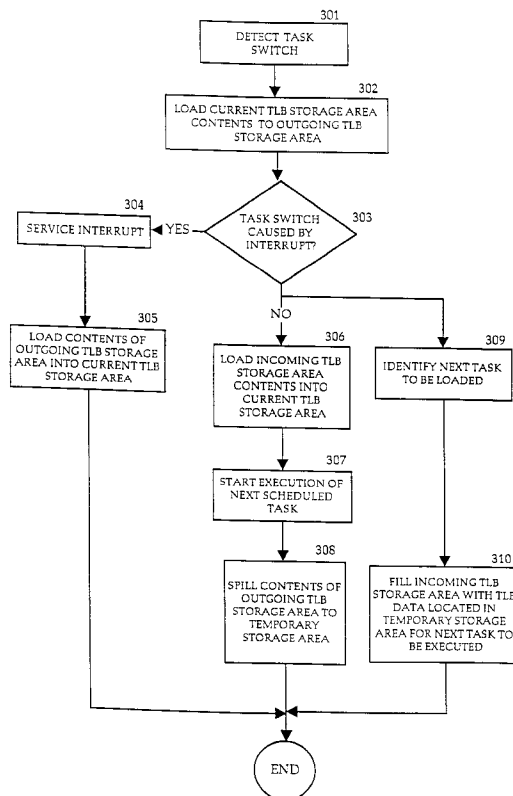 301
DETECT TASK
SWITCH
302
LOAD CURRENT TLB STORAGE AREA
CONTENTS TO OUTGOING TLB
STORAGE AREA
303
TASK SWITCH
CAUSED BY
INTERRUPT?
YES
304
SERVICE INTERRUPT
305
LOAD CONTENTS OF
OUTGOING TLB STORAGE
AREA INTO CURRENT TLB
STORAGE AREA
NO
306
LOAD INCOMING TLB
STORAGE AREA
CONTENTS INTO
CURRENT TLB
STORAGE AREA
307
START EXECUTION OF
NEXT SCHEDULED
TASK
308
SPILL CONTENTS OF
OUTGOING TLB
STORAGE AREA TO
TEMPORARY
STORAGE AREA
309
IDENTIFY NEXT TASK
TO BE LOADED
310
FILL INCOMING TLB
STORAGE AREA WITH TLB
DATA LOCATED IN
TEMPORARY STORAGE
AREA FOR NEXT TASK TO
BE EXECUTED
END